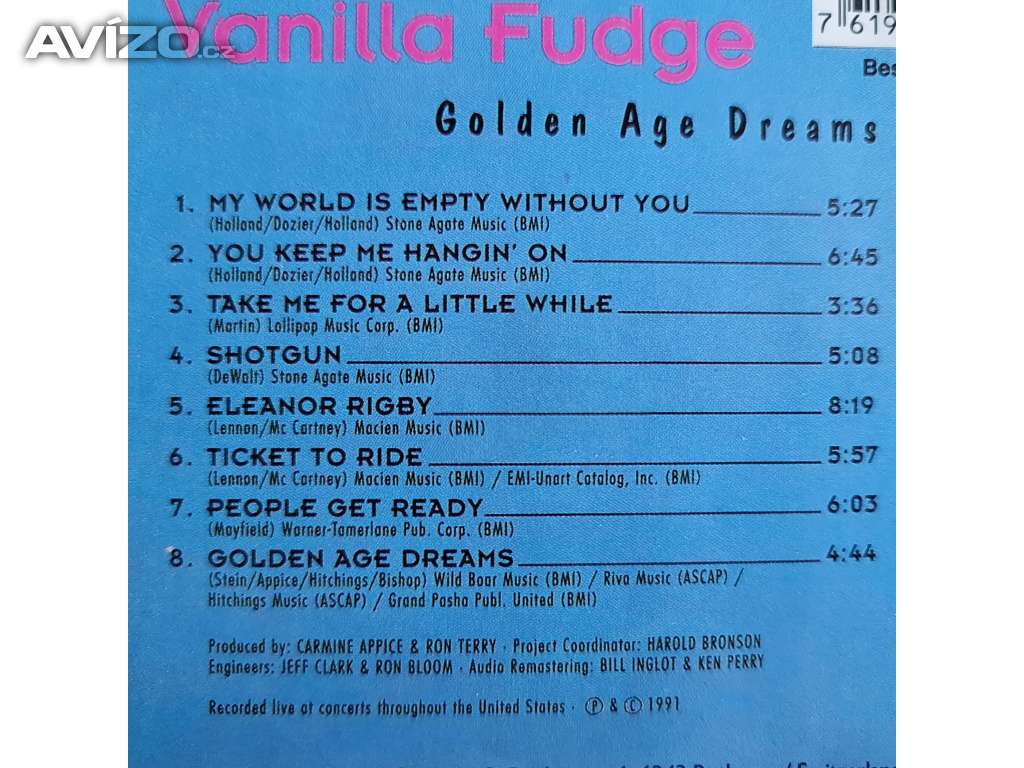 AVÍZO.cz
Vanilla Fudge
7 619
Golden Age Dreams
1. MY WORLD IS EMPTY WITHOUT YOU 5:27
(Holland/Dozier/Holland) Stone Agate Music (BMI)
2. YOU KEEP ME HANGIN' ON 6:45
(Holland/Dozier/Holland) Stone Agate Music (BMI)
3. TAKE ME FOR A LITTLE WHILE 3:36
(Martin) Lollipop Music Corp. (BMI)
4. SHOTGUN 5:08
(DeWalt) Stone Agate Music (BMI)
5. ELEANOR RIGBY 8:19
(Lennon/Mc Cartney) Maclen Music (BMI)
6. TICKET TO RIDE 5:57
(Lennon/Mc Cartney) Maclen Music (BMI) / EMI-Unart Catalog, Inc. (BMI)
7. PEOPLE GET READY 6:03
(Mayfield) Warner-Tamerlane Pub. Corp. (BMI)
8. GOLDEN AGE DREAMS 4:44
(Stein/Appice/Hitchings/Bishop) Wild Boar Music (BMI) / Riva Music (ASCAP) /
Hitchings Music (ASCAP) / Grand Pasha Publ. United (BMI)
Produced by: CARMINE APPICE & RON TERRY · Project Coordinator: HAROLD BRONSON
Engineers: JEFF CLARK & RON BLOOM · Audio Remastering: BILL INGLOT & KEN PERRY
Recorded live at concerts throughout the United States · Ⓟ & © 1991